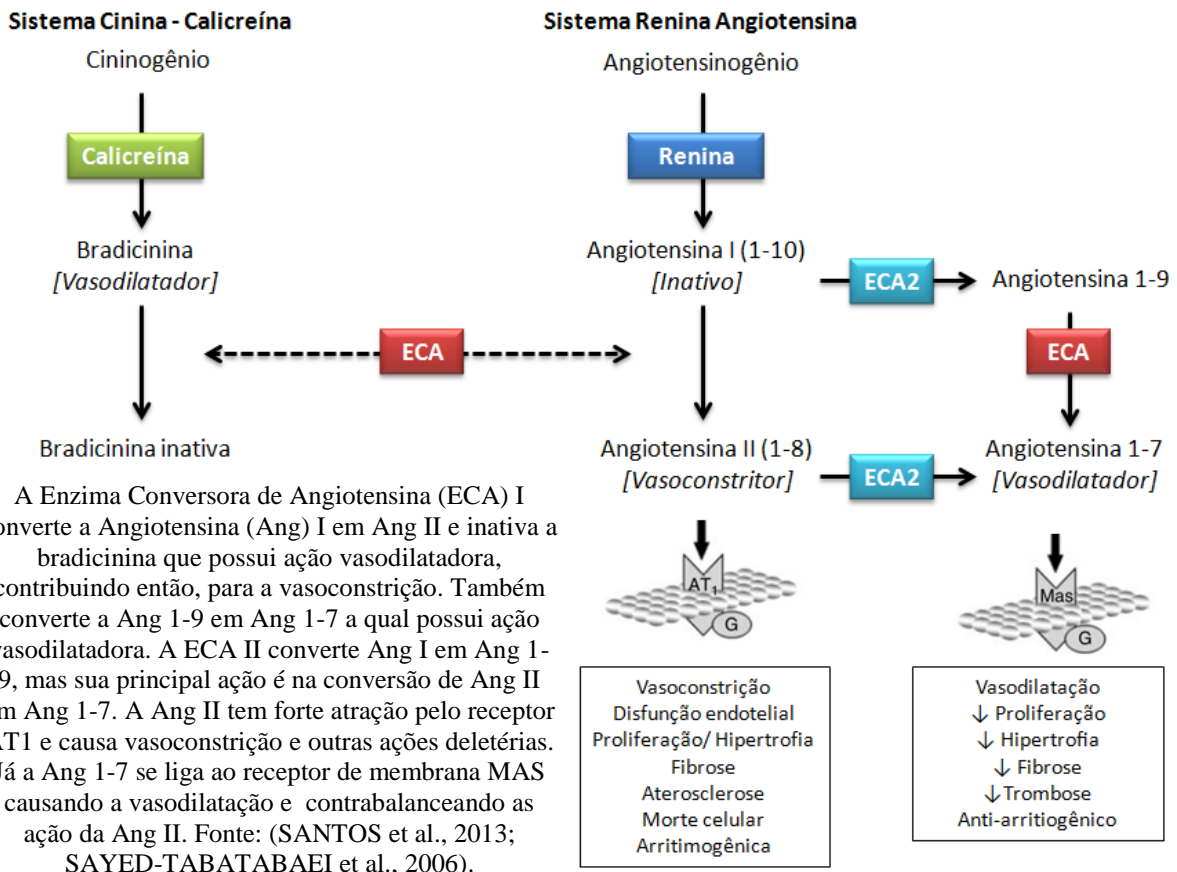 Sistema Cinina - Calicreína
Cininogênio
Calicreína
Bradicinina
[Vasodilatador]
Bradicinina inativa
ECA
Sistema Renina Angiotensina
Angiotensinogênio
Renina
Angiotensina I (1-10)
[Inativo]
ECA2
Angiotensina 1-9
ECA
Angiotensina II (1-8)
[Vasoconstritor]
ECA2
Angiotensina 1-7
[Vasodilatador]
AT1
G
Mas
G
Vasoconstrição
Disfunção endotelial
Proliferação/ Hipertrofia
Fibrose
Aterosclerose
Morte celular
Arritimogênica
Vasodilatação
↓ Proliferação
↓ Hipertrofia
↓ Fibrose
↓Trombose
Anti-arritiogênico
A Enzima Conversora de Angiotensina (ECA) I
onverte a Angiotensina (Ang) I em Ang II e inativa a
bradicinina que possui ação vasodilatadora,
contribuindo então, para a vasoconstrição. Também
converte a Ang 1-9 em Ang 1-7 a qual possui ação
vasodilatadora. A ECA II converte Ang I em Ang 1-
9, mas sua principal ação é na conversão de Ang II
m Ang 1-7. A Ang II tem forte atração pelo receptor
AT1 e causa vasoconstrição e outras ações deletérias.
Já a Ang 1-7 se liga ao receptor de membrana MAS
causando a vasodilatação e contrabalanceando as
ação da Ang II. Fonte: (SANTOS et al., 2013;
SAYED-TABATABAEI et al., 2006).